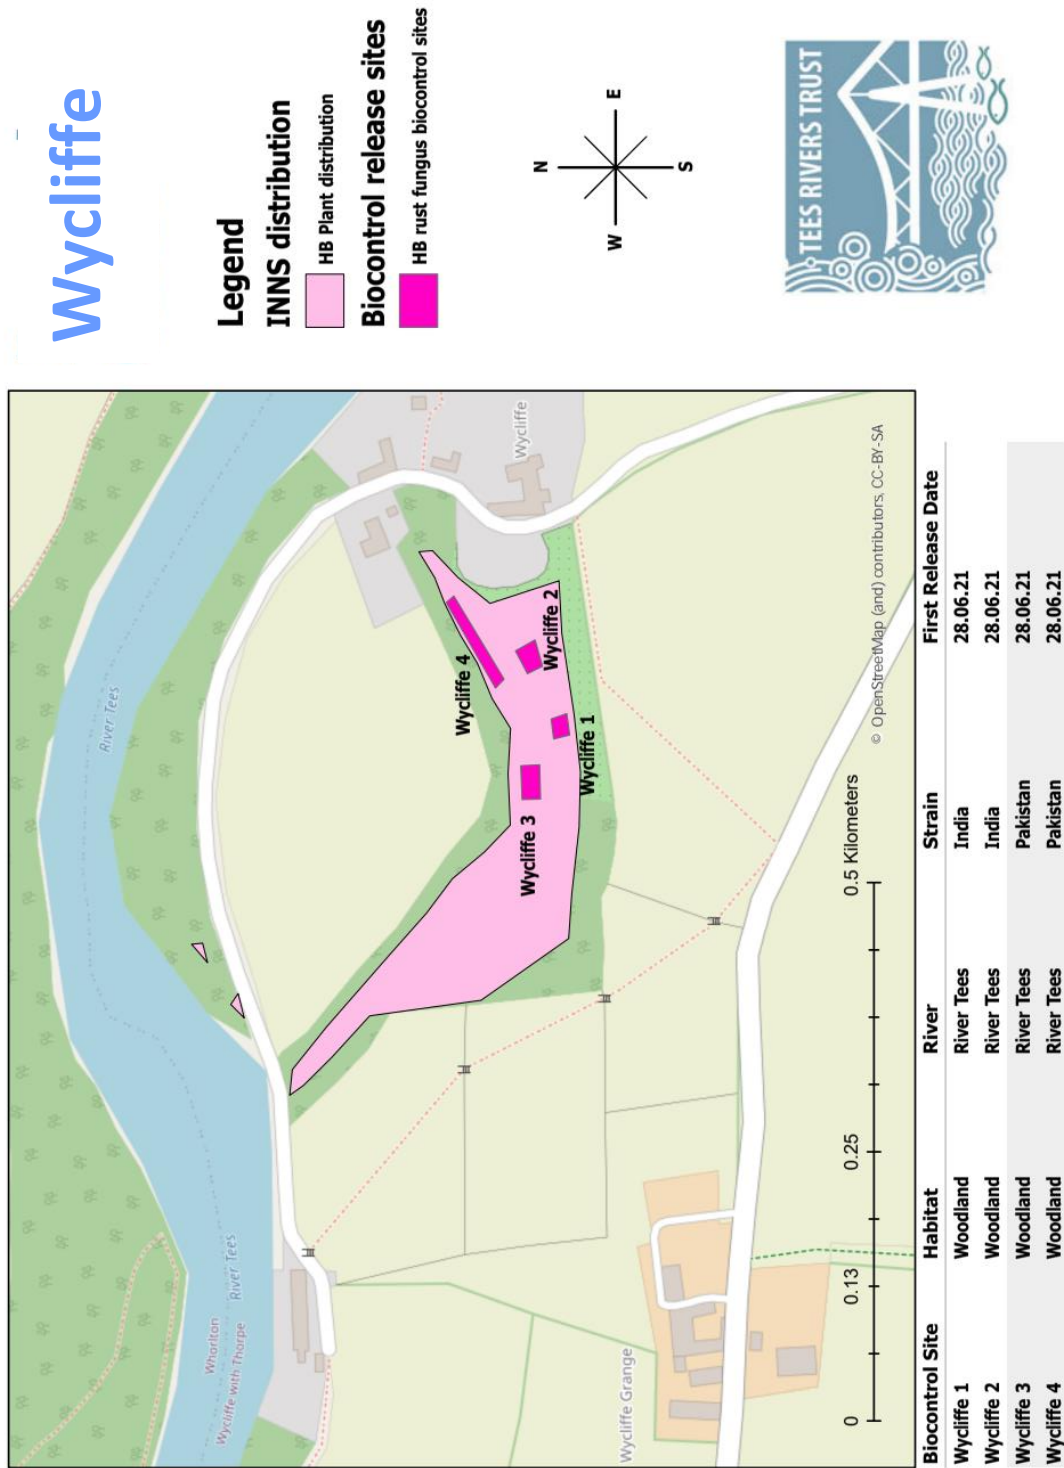 Wycliffe
Legend
INNS distribution
HB Plant distribution
Biocontrol release sites
HB rust fungus biocontrol sites
N
W
E
S
TEES RIVERS TRUST
River Tees
Whorlton
Wycliffe with Thorpe
River Tees
Wycliffe
Wycliffe 4
Wycliffe 3
Wycliffe 2
Wycliffe 1
Wycliffe Grange
0 0.13 0.25 0.5 Kilometers
© OpenStreetMap (and) contributors, CC-BY-SA
Biocontrol Site Habitat River Strain First Release Date
Wycliffe 1 Woodland River Tees India 28.06.21
Wycliffe 2 Woodland River Tees India 28.06.21
Wycliffe 3 Woodland River Tees Pakistan 28.06.21
Wycliffe 4 Woodland River Tees Pakistan 28.06.21